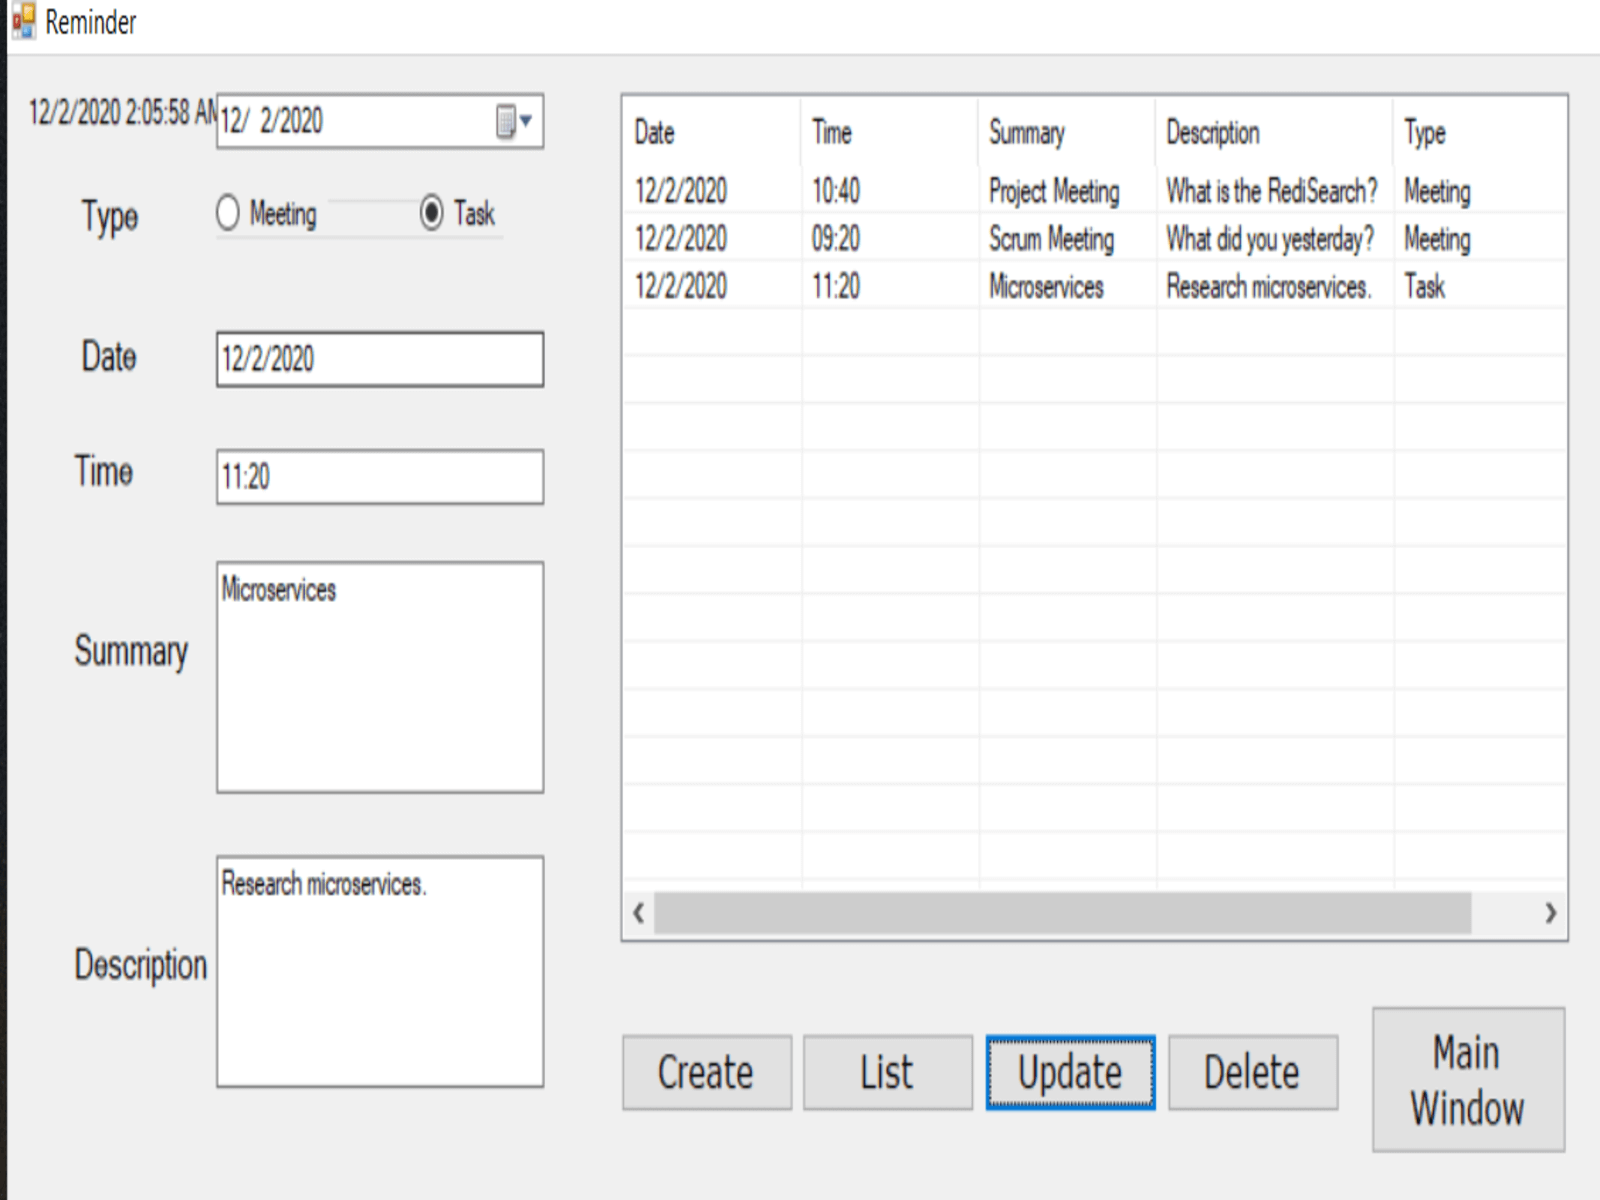 Reminder
12/2/2020 2:05:58 AM
12/ 2/2020
Type
Meeting
Task
Date
12/2/2020
Time
11:20
Summary
Microservices
Description
Research microservices.
Date Time Summary Description Type
12/2/2020 10:40 Project Meeting What is the RediSearch? Meeting
12/2/2020 09:20 Scrum Meeting What did you yesterday? Meeting
12/2/2020 11:20 Microservices Research microservices. Task
Create
List
Update
Delete
Main
Window